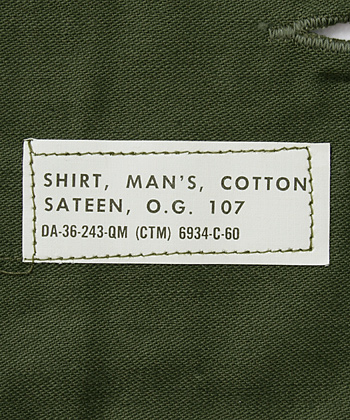 SHIRT, MAN'S, COTTON
SATEEN, O.G. 107
DA-36-243-QM (CTM) 6934-C-60